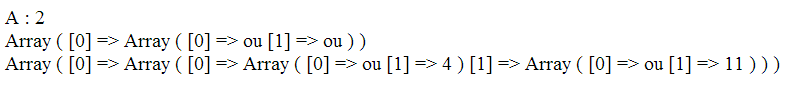 A : 2
Array ( [0] => Array ( [0] => ou [1] => ou ) )
Array ( [0] => Array ( [0] => Array ( [0] => ou [1] => 4 ) [1] => Array ( [0] => ou [1] => 11 ) ) )